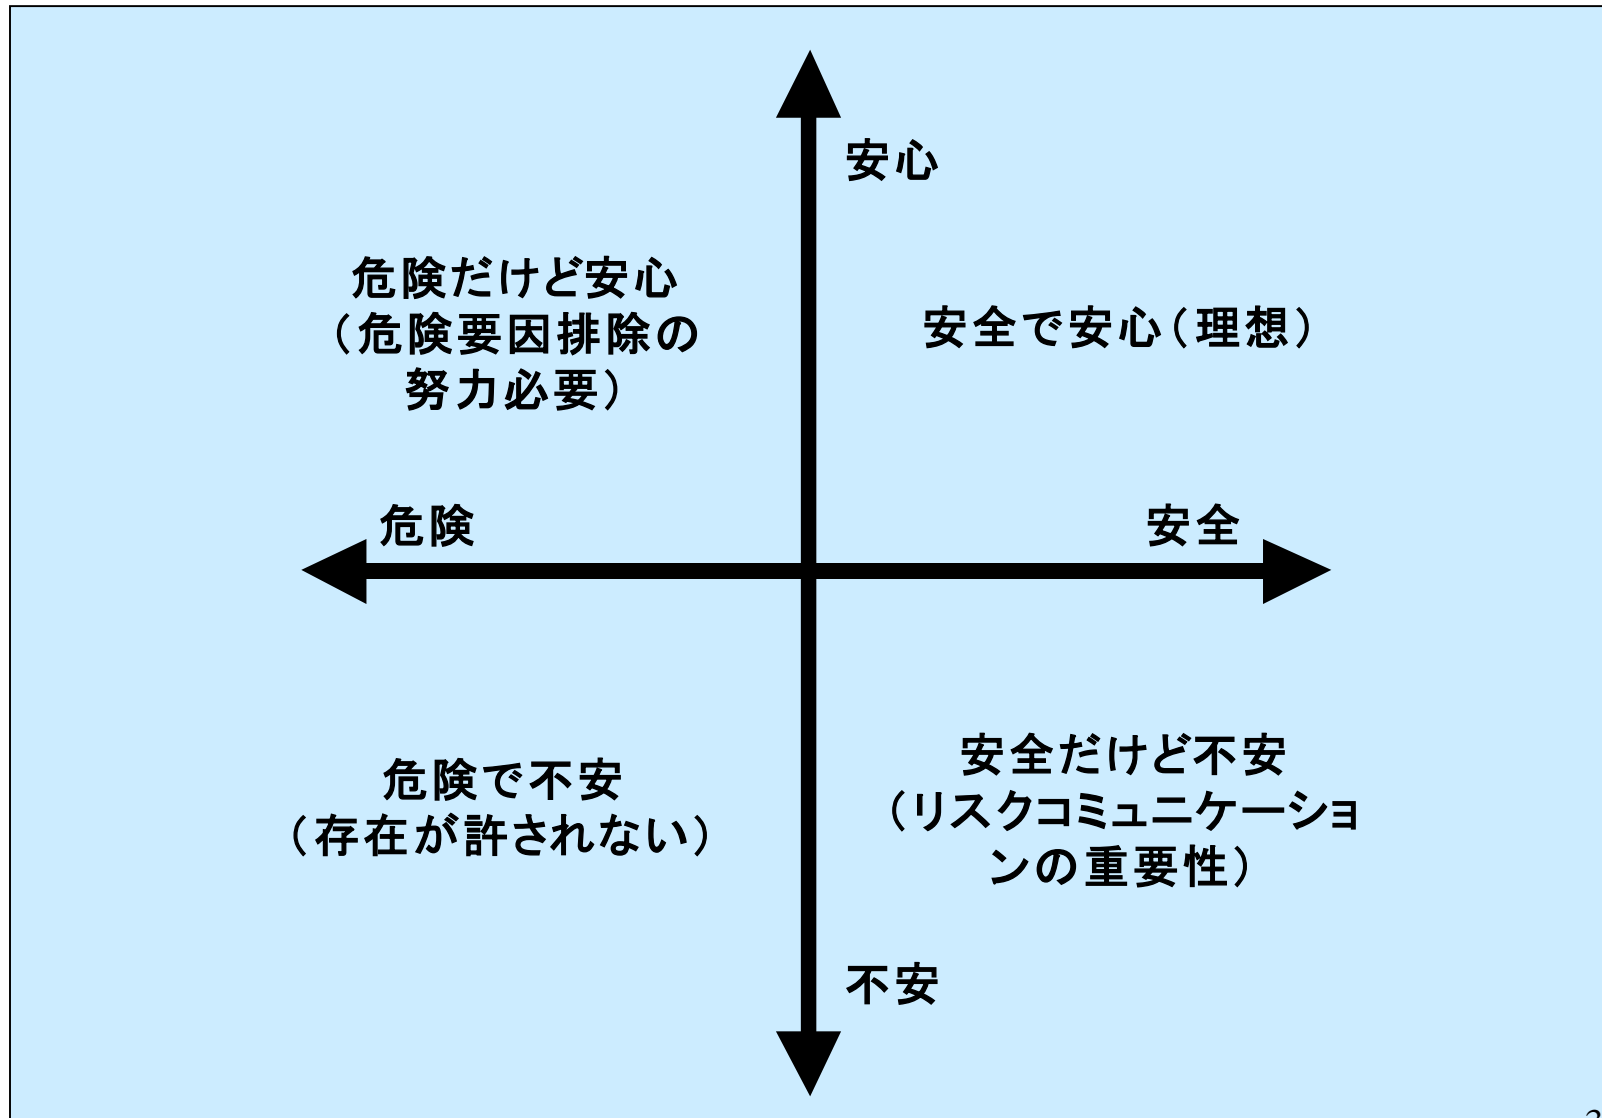 安心
危険だけど安心
（危険要因排除の
努力必要）
安全で安心（理想）
危険
安全
危険で不安
（存在が許されない）
安全だけど不安
（リスクコミュニケーショ
ンの重要性）
不安